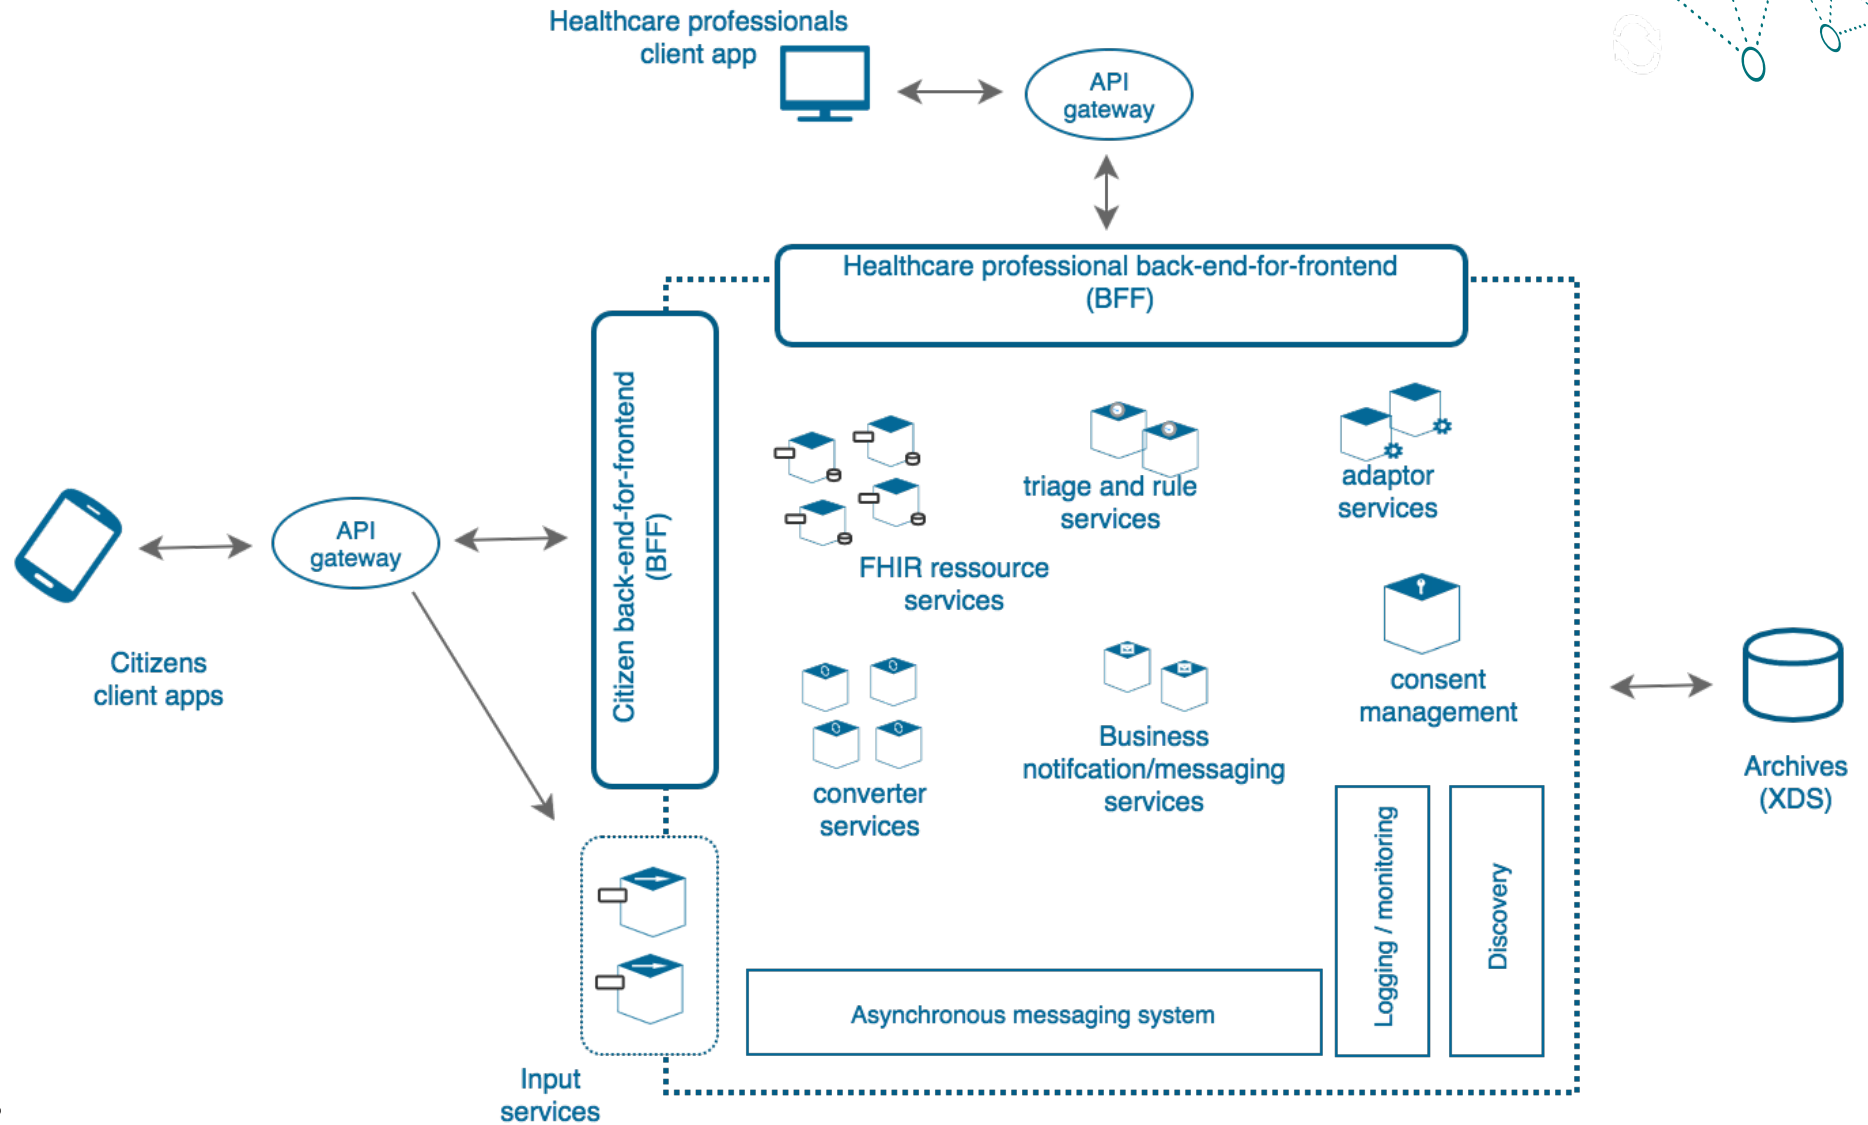 Healthcare professionals
client app
API
gateway
Healthcare professional back-end-for-frontend
(BFF)
Citizen back-end-for-frontend
(BFF)
triage and rule
services
adaptor
services
API
gateway
FHIR ressource
services
Citizens
client apps
consent
management
Business
notifcation/messaging
services
converter
services
Archives
(XDS)
Logging / monitoring
Discovery
Asynchronous messaging system
Input
services